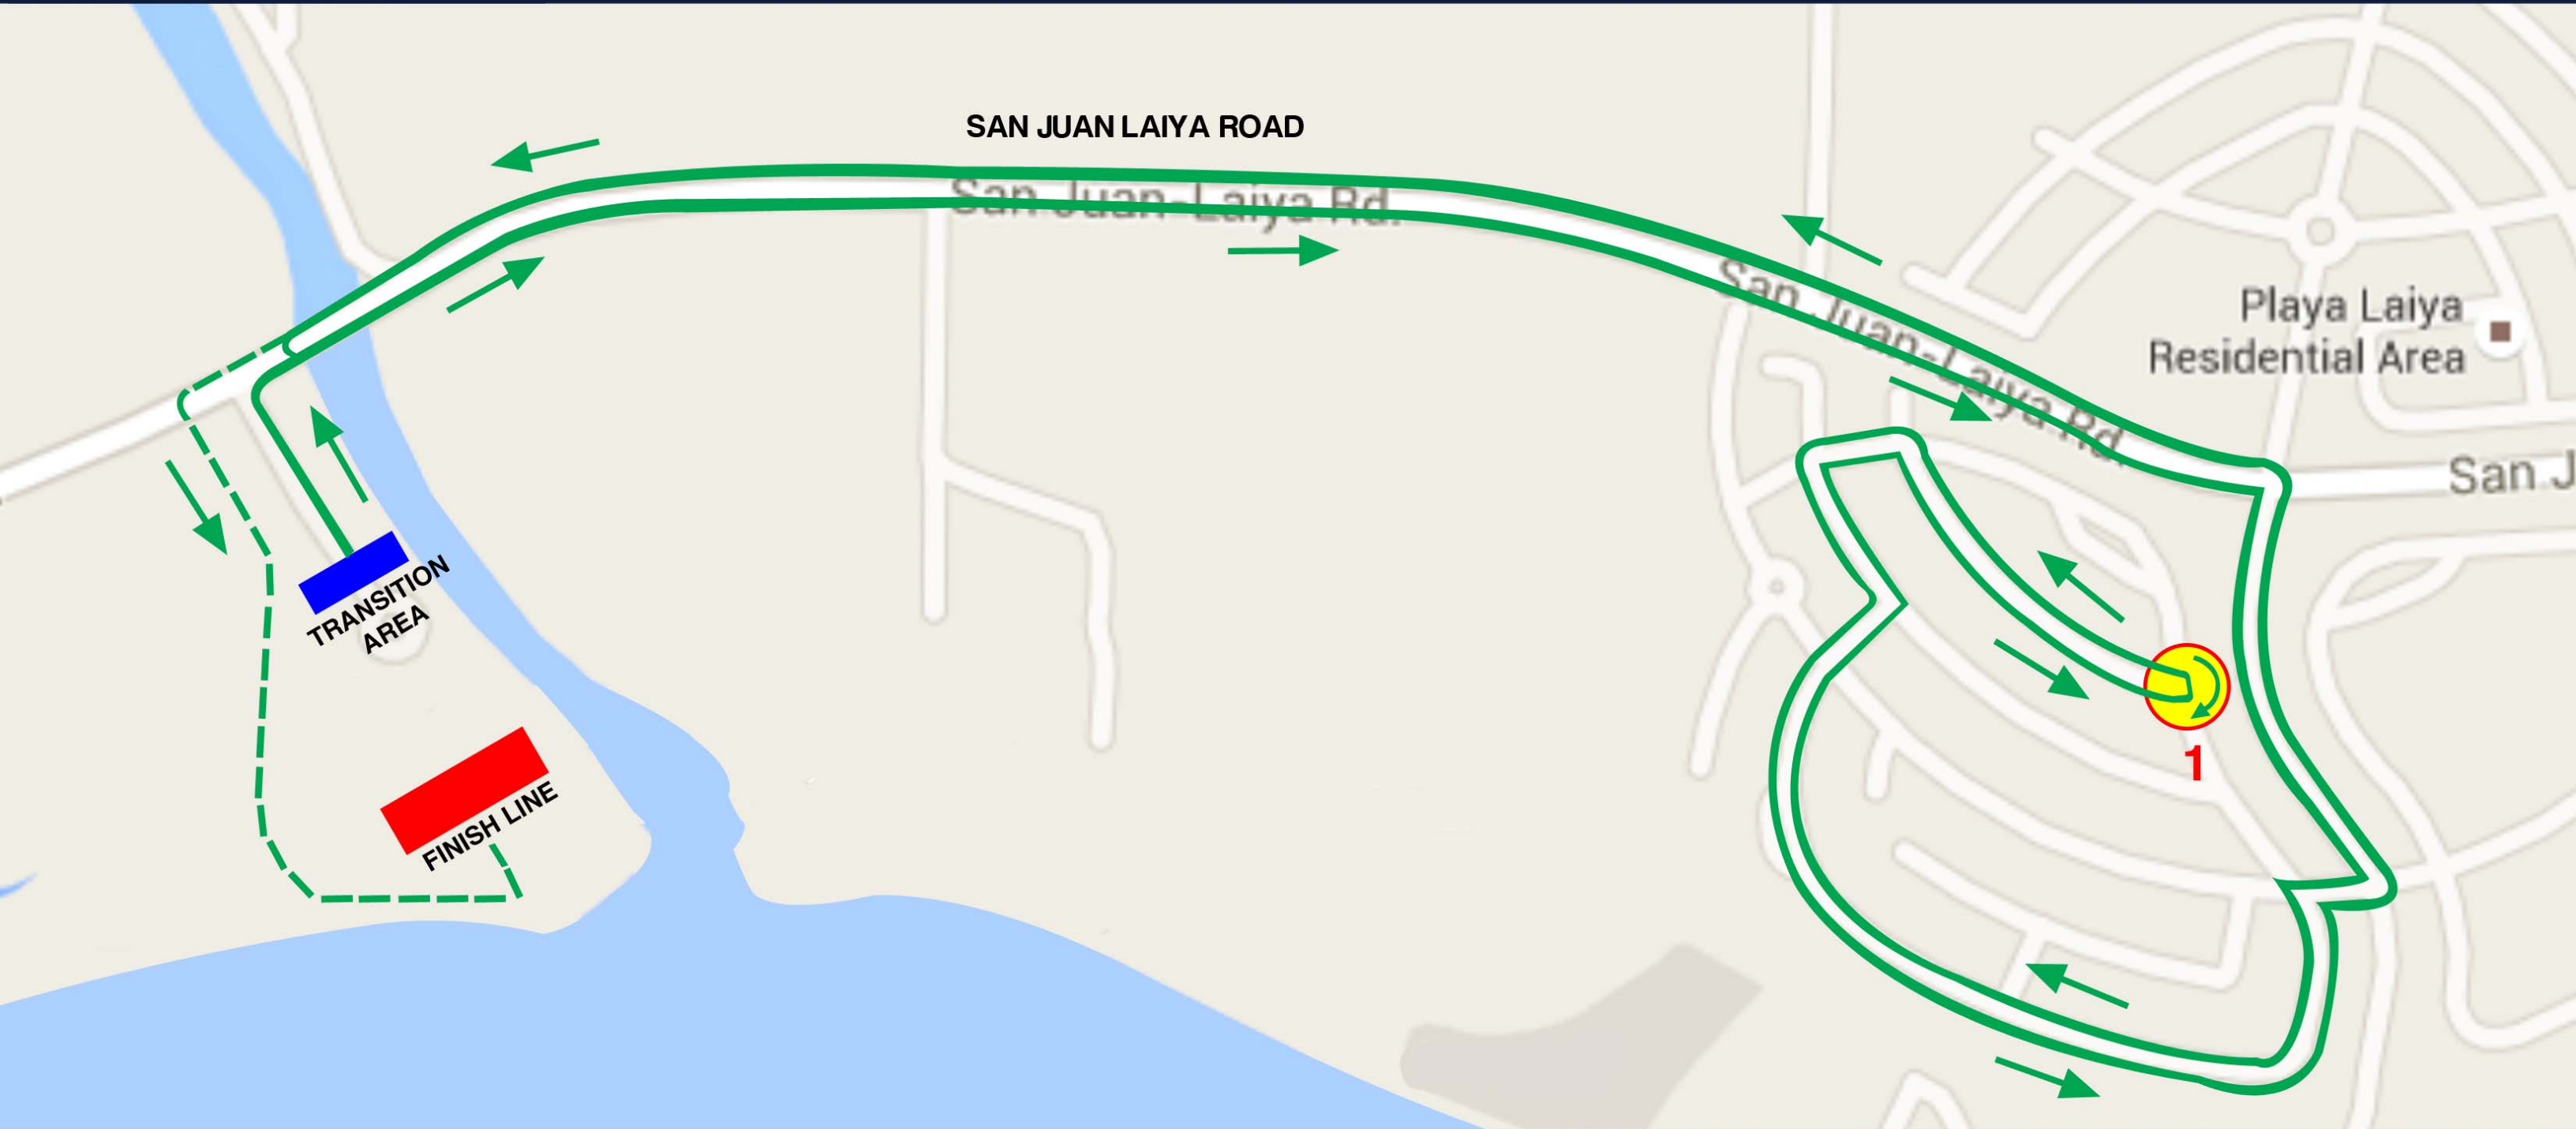 SAN JUAN LAIYA ROAD
San Juan-Laiya Rd.
San Juan-Laiya Rd.
Playa Laiya
Residential Area
San J
TRANSITION
AREA
FINISH LINE
1